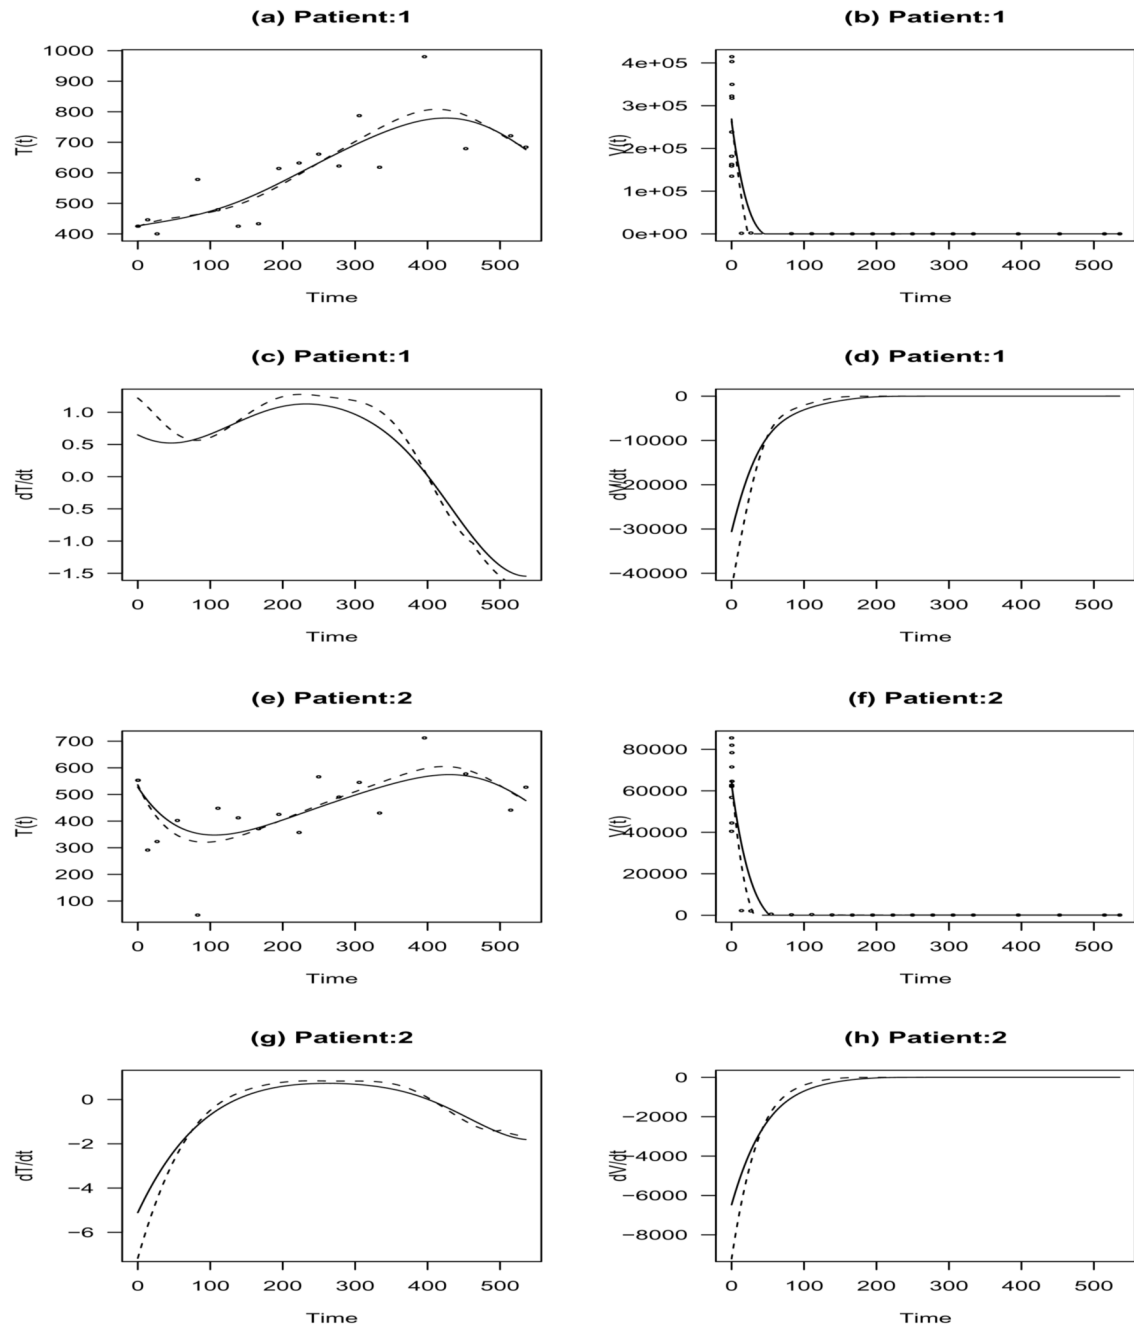 (a) Patient:1
T(t)
1000
900
800
700
600
500
400
0 100 200 300 400 500
Time
(b) Patient:1
V(t)
4e+05
3e+05
2e+05
1e+05
0e+00
0 100 200 300 400 500
Time
(c) Patient:1
dT/dt
1.0
0.5
0.0
−0.5
−1.0
−1.5
0 100 200 300 400 500
Time
(d) Patient:1
dV/dt
0
−10000
−20000
−30000
−40000
0 100 200 300 400 500
Time
(e) Patient:2
T(t)
700
600
500
400
300
200
100
0 100 200 300 400 500
Time
(f) Patient:2
V(t)
80000
60000
40000
20000
0
0 100 200 300 400 500
Time
(g) Patient:2
dT/dt
0
−2
−4
−6
0 100 200 300 400 500
Time
(h) Patient:2
dV/dt
0
−2000
−4000
−6000
−8000
0 100 200 300 400 500
Time